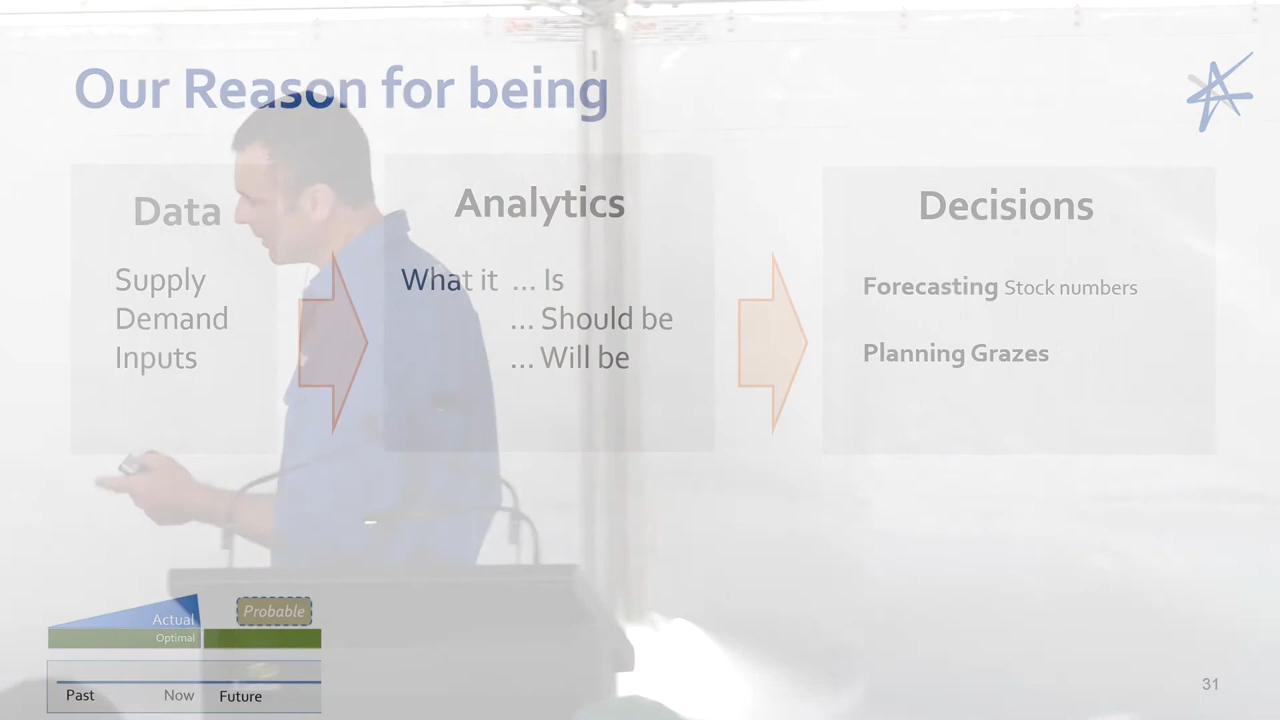 Our Reason for being
Data
Supply
Demand
Inputs
Analytics
What it ... Is
... Should be
... Will be
Decisions
Forecasting Stock numbers
Planning Grazes
Actual
Optimal
Probable
Past Now Future
31